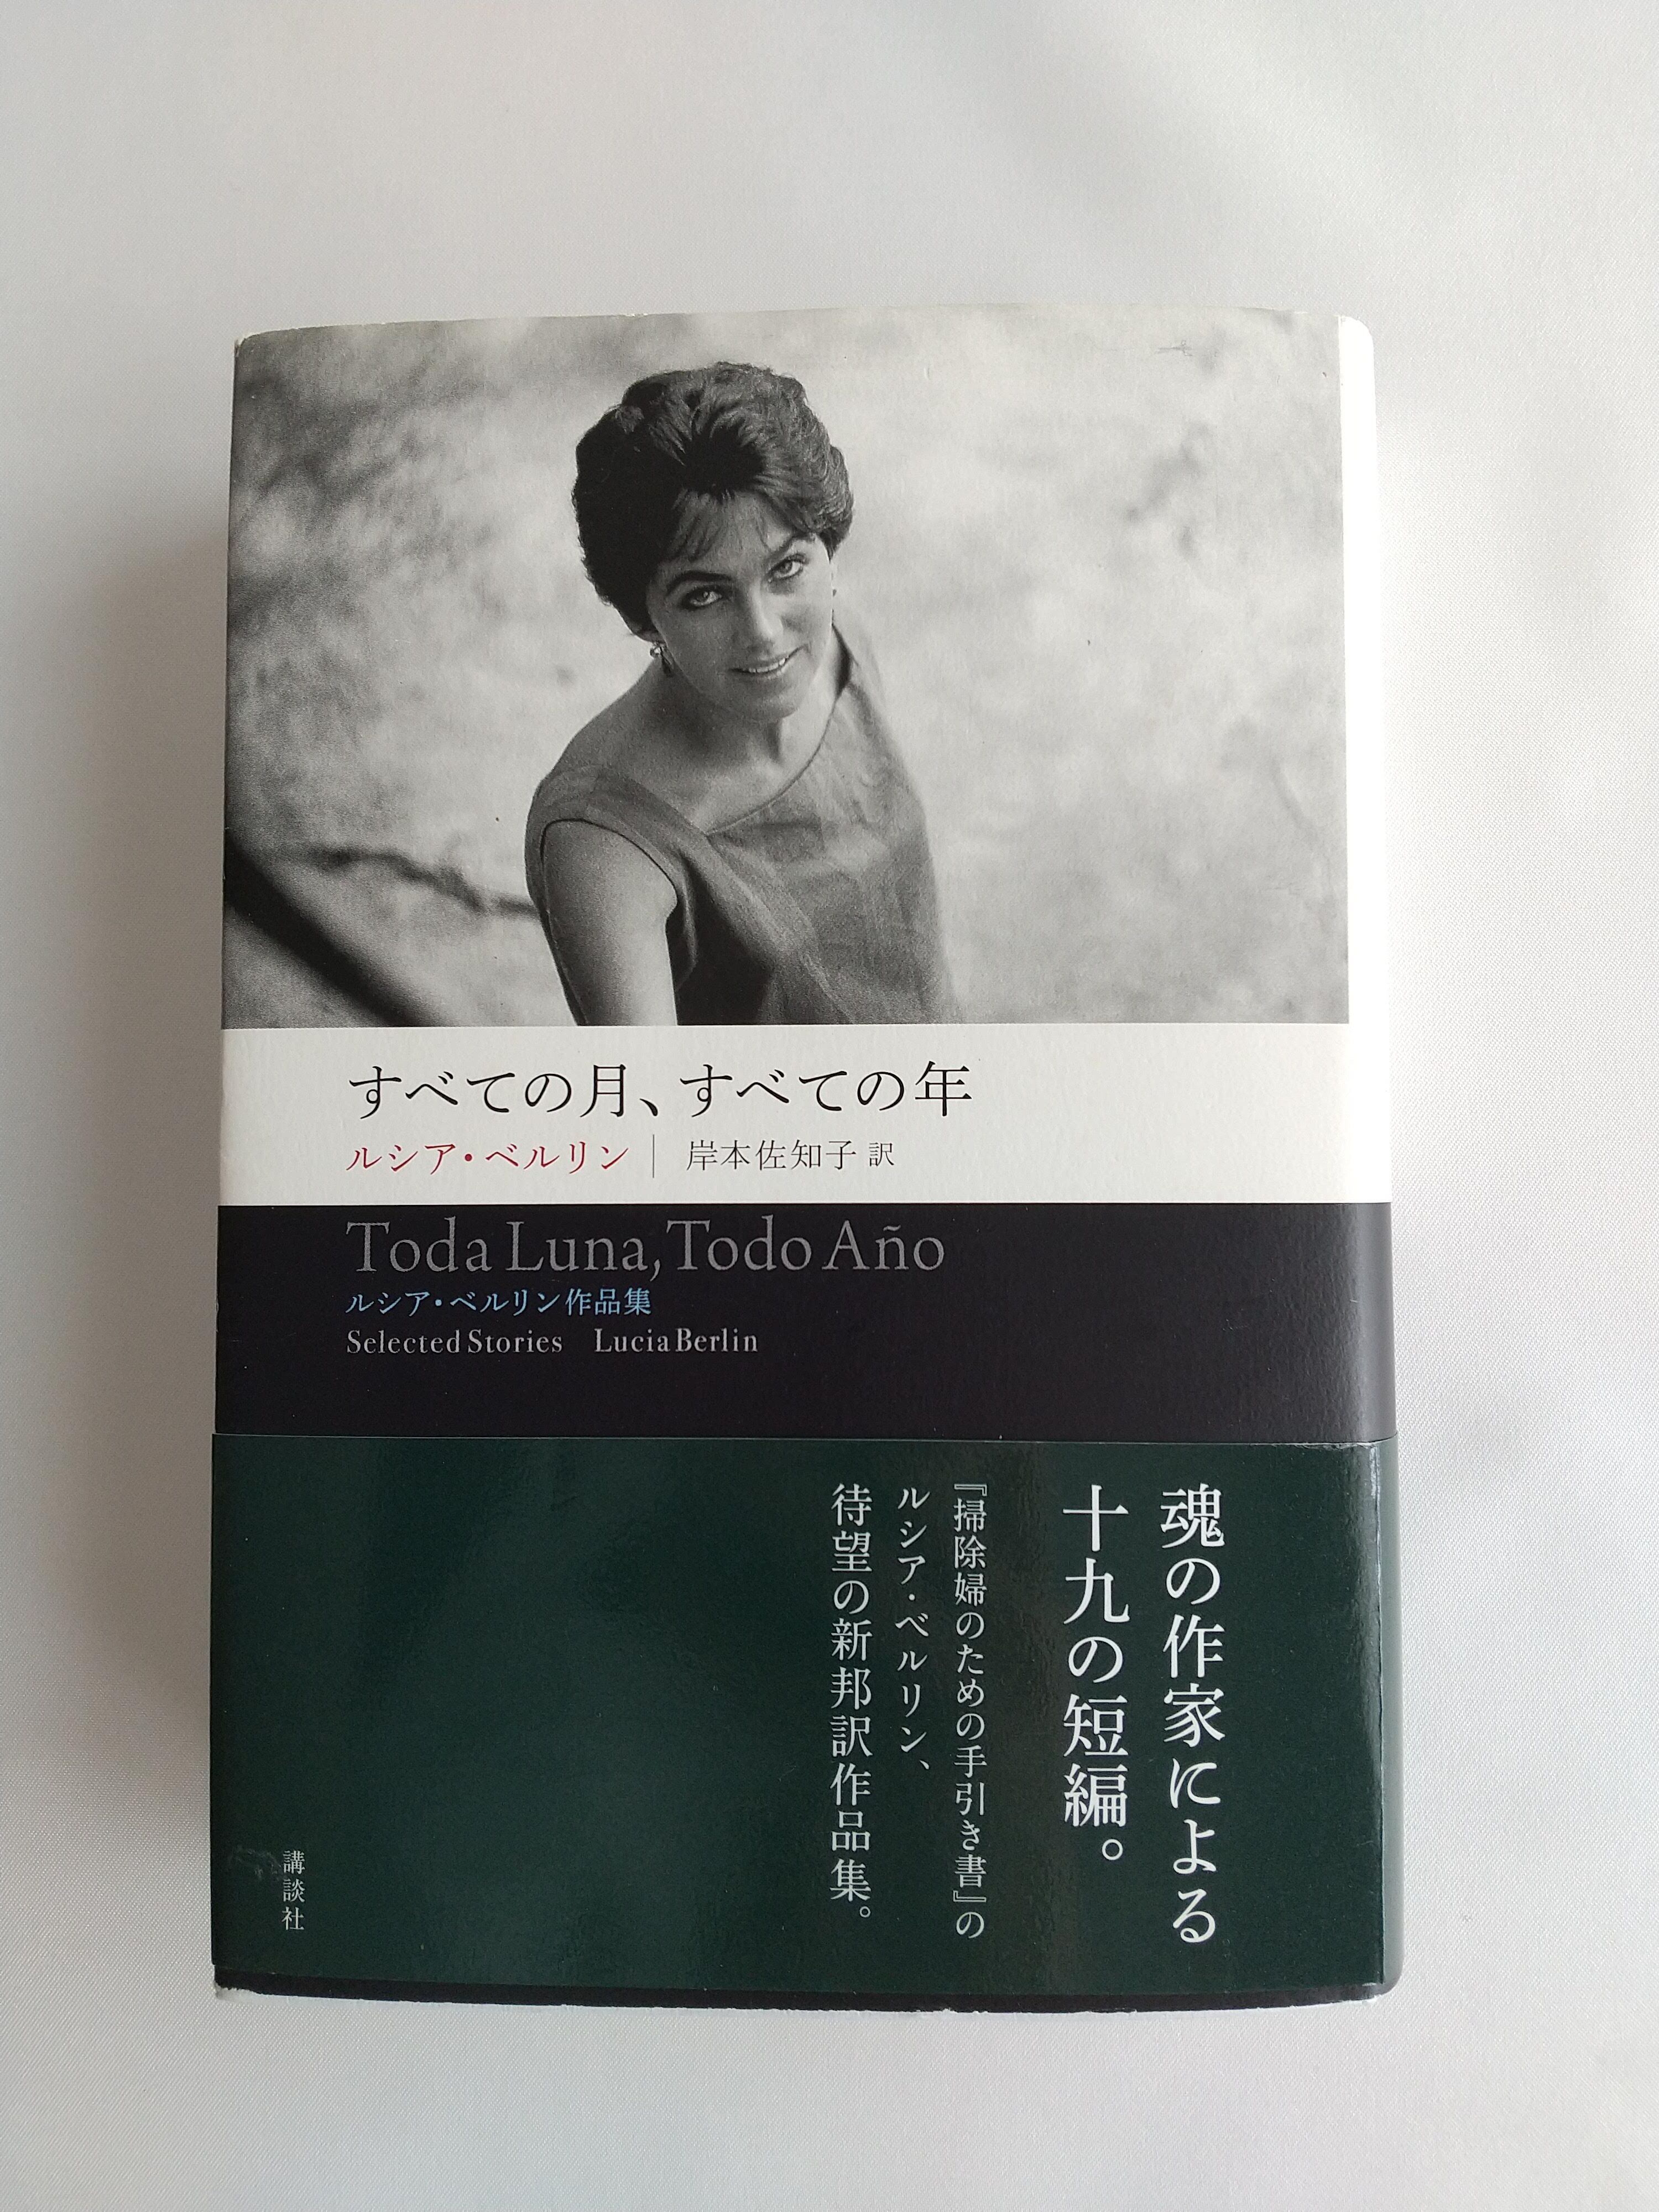 すべての月、すべての年
ルシア・ベルリン｜岸本佐知子 訳
Toda Luna, Todo Año
ルシア・ベルリン作品集
Selected Stories Lucia Berlin
魂の作家による
十九の短編。
『掃除婦のための手引き書』の
ルシア・ベルリン、
待望の新邦訳作品集。
講談社